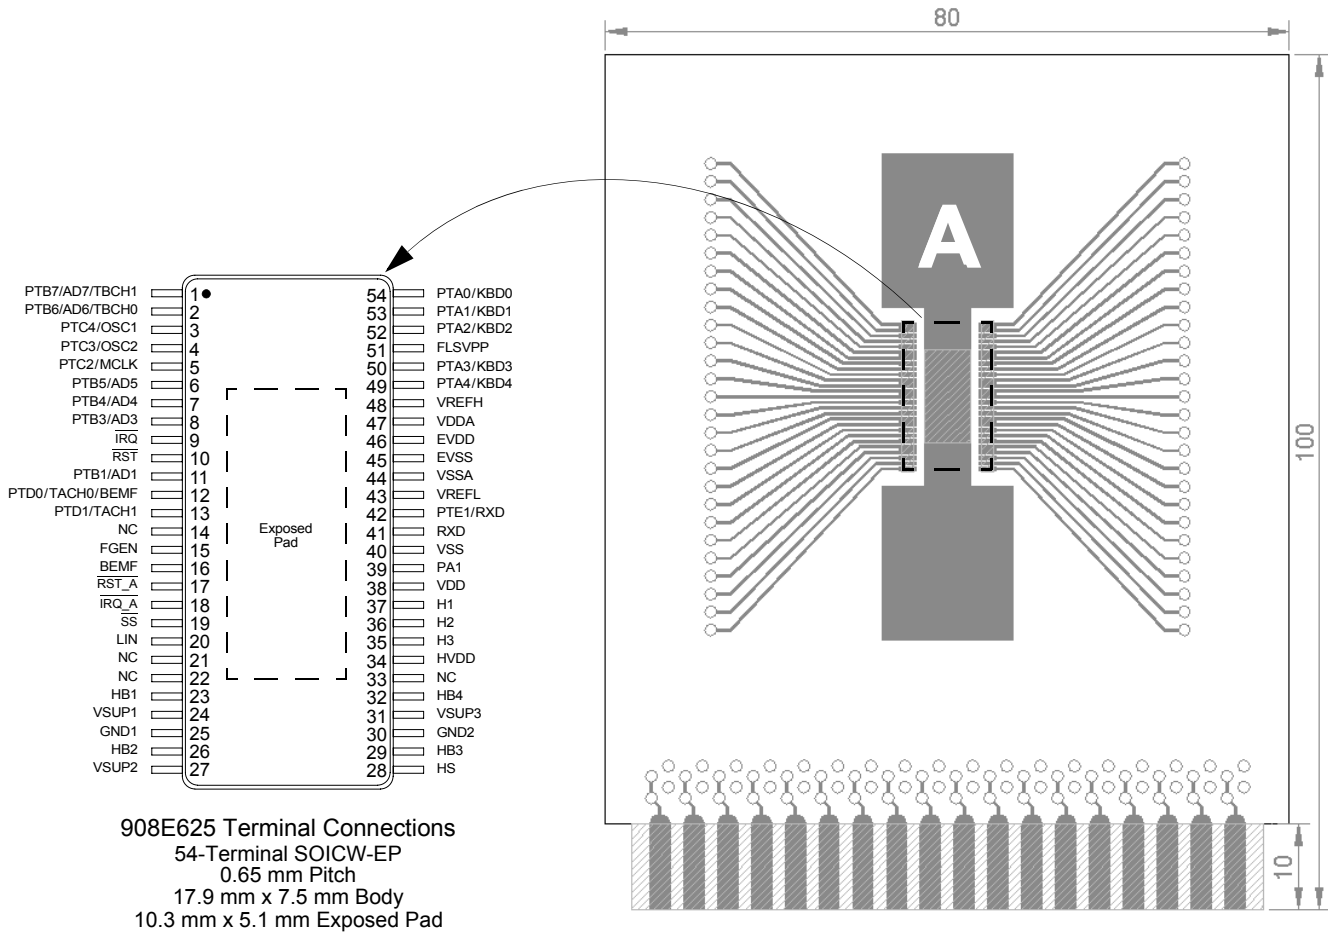 80
A
100
10
PTB7/AD7/TBCH1 1 54 PTA0/KBD0
PTB6/AD6/TBCH0 2 53 PTA1/KBD1
PTC4/OSC1 3 52 PTA2/KBD2
PTC3/OSC2 4 51 FLSVPP
PTC2/MCLK 5 50 PTA3/KBD3
PTB5/AD5 6 49 PTA4/KBD4
PTB4/AD4 7 48 VREFH
PTB3/AD3 8 47 VDDA
IRQ 9 46 EVDD
RST 10 45 EVSS
PTB1/AD1 11 44 VSSA
PTD0/TACH0/BEMF 12 43 VREFL
PTD1/TACH1 13 42 PTE1/RXD
NC 14 41 RXD
FGEN 15 40 VSS
BEMF 16 39 PA1
RST_A 17 38 VDD
IRQ_A 18 37 H1
SS 19 36 H2
LIN 20 35 H3
NC 21 34 HVDD
NC 22 33 NC
HB1 23 32 HB4
VSUP1 24 31 VSUP3
GND1 25 30 GND2
HB2 26 29 HB3
VSUP2 27 28 HS
Exposed
Pad
908E625 Terminal Connections
54-Terminal SOICW-EP
0.65 mm Pitch
17.9 mm x 7.5 mm Body
10.3 mm x 5.1 mm Exposed Pad